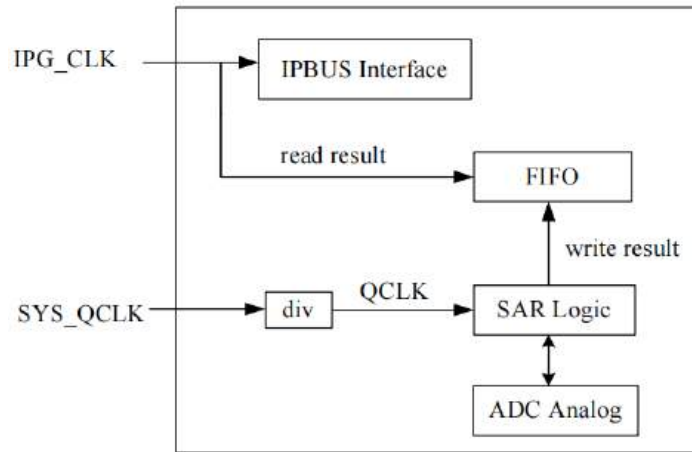 IPG_CLK
IPBUS Interface
read result
FIFO
write result
SYS_QCLK
div
QCLK
SAR Logic
ADC Analog